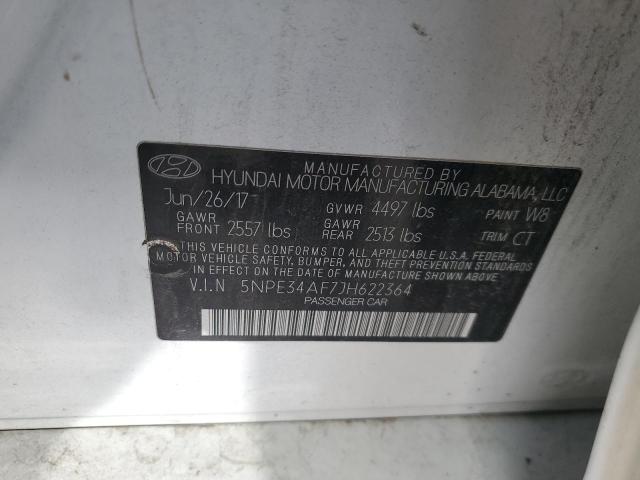 MANUFACTURED BY
HYUNDAI MOTOR MANUFACTURING ALABAMA, LLC
Jun/26/17 GVWR 4497 lbs PAINT W8
GAWR FRONT 2557 lbs GAWR REAR 2513 lbs TRIM CT
THIS VEHICLE CONFORMS TO ALL APPLICABLE U.S.A. FEDERAL
MOTOR VEHICLE SAFETY, BUMPER, AND THEFT PREVENTION STANDARDS
IN EFFECT ON THE DATE OF MANUFACTURE SHOWN ABOVE
V.I.N 5NPE34AF7JH622364
PASSENGER CAR